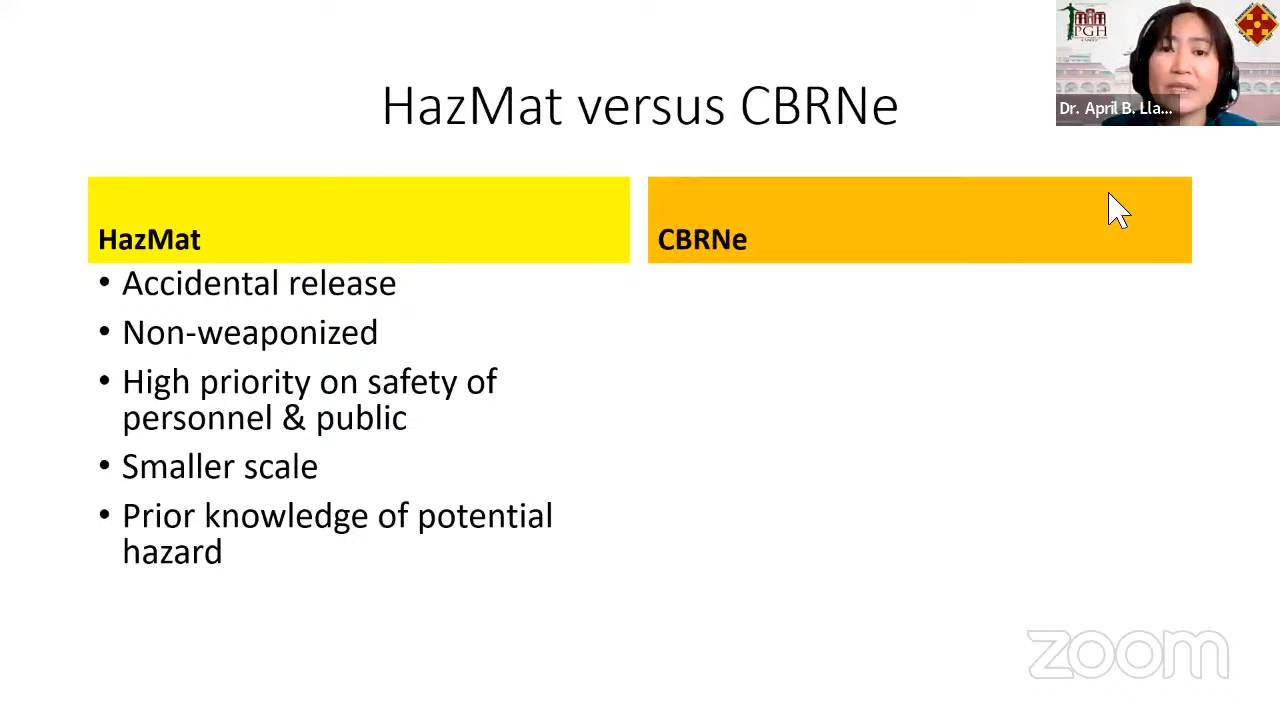 HazMat versus CBRNe
PGH
Dr. April B. Lla...
HazMat
• Accidental release
• Non-weaponized
• High priority on safety of
personnel & public
• Smaller scale
• Prior knowledge of potential
hazard
CBRNe
zoom